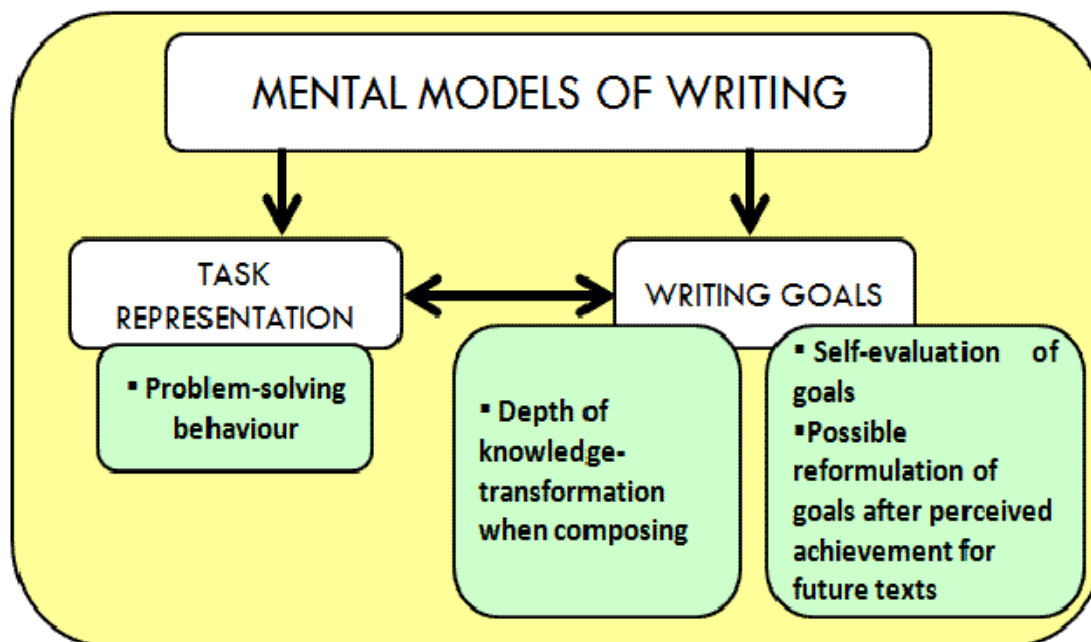 MENTAL MODELS OF WRITING
TASK
REPRESENTATION
WRITING GOALS
▪ Problem-solving
behaviour
▪ Depth of
knowledge-
transformation
when composing
▪ Self-evaluation of
goals
▪Possible
reformulation of
goals after perceived
achievement for
future texts